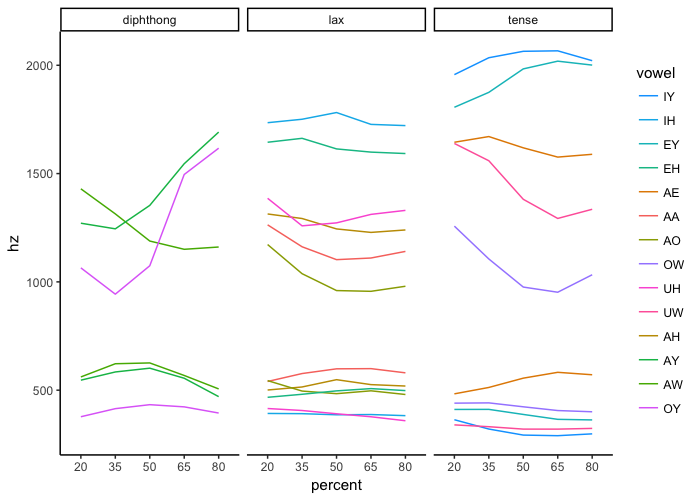 diphthong lax tense
2000
1500
1000
500
hz
20 35 50 65 80 20 35 50 65 80 20 35 50 65 80
percent
vowel
IY
IH
EY
EH
AE
AA
AO
OW
UH
UW
AH
AY
AW
OY